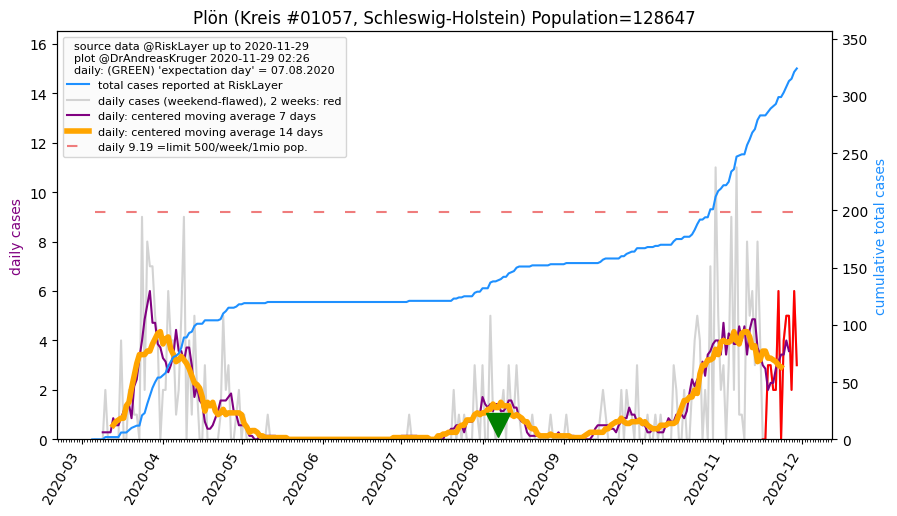 Plön (Kreis #01057, Schleswig-Holstein) Population=128647
source data @RiskLayer up to 2020-11-29
plot @DrAndreasKruger 2020-11-29 02:26
daily: (GREEN) 'expectation day' = 07.08.2020
total cases reported at RiskLayer
daily cases (weekend-flawed), 2 weeks: red
daily: centered moving average 7 days
daily: centered moving average 14 days
daily 9.19 =limit 500/week/1mio pop.
daily cases
16
14
12
10
8
6
4
2
0
cumulative total cases
350
300
250
200
150
100
50
0
2020-03
2020-04
2020-05
2020-06
2020-07
2020-08
2020-09
2020-10
2020-11
2020-12